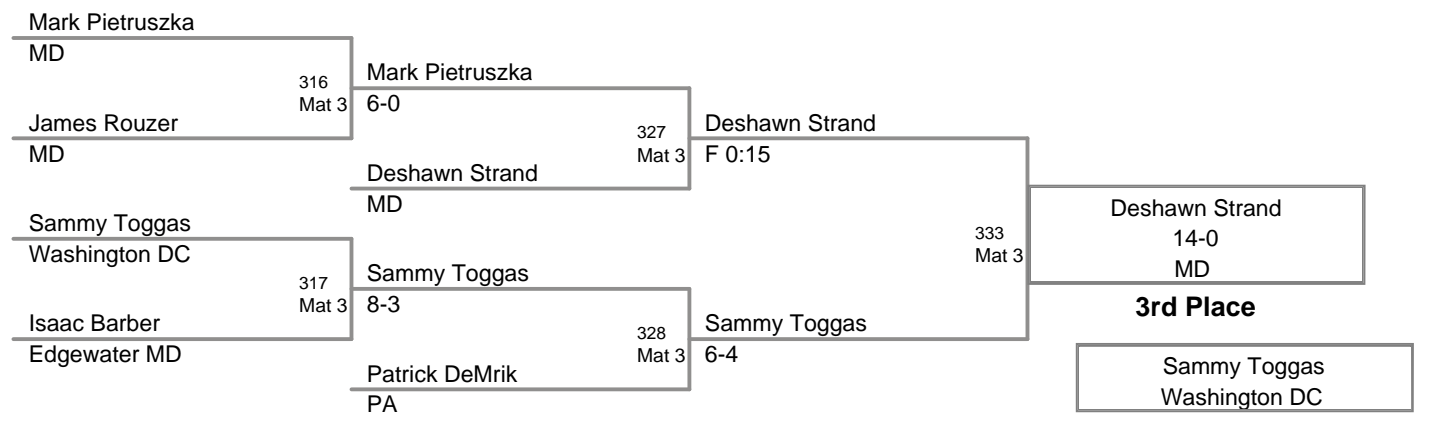 Mark Pietruszka
MD
316
Mat 3
James Rouzer
MD
Mark Pietruszka
6-0
327
Mat 3
Deshawn Strand
MD
Deshawn Strand
F 0:15
Sammy Toggas
Washington DC
317
Mat 3
Isaac Barber
Edgewater MD
Sammy Toggas
8-3
328
Mat 3
Patrick DeMrik
PA
Sammy Toggas
6-4
333
Mat 3
Deshawn Strand
14-0
MD
3rd Place
Sammy Toggas
Washington DC